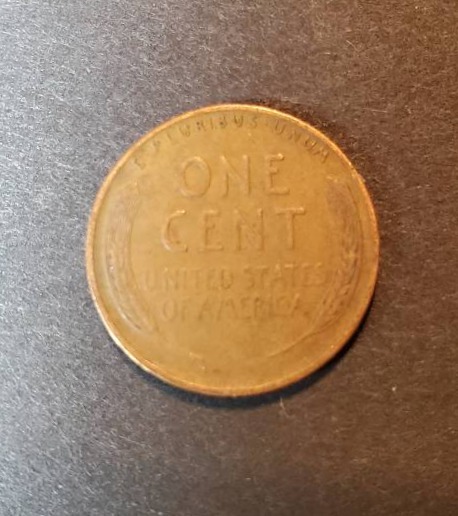 E PLURIBUS UNUM
ONE
CENT
UNITED STATES
OF AMERICA